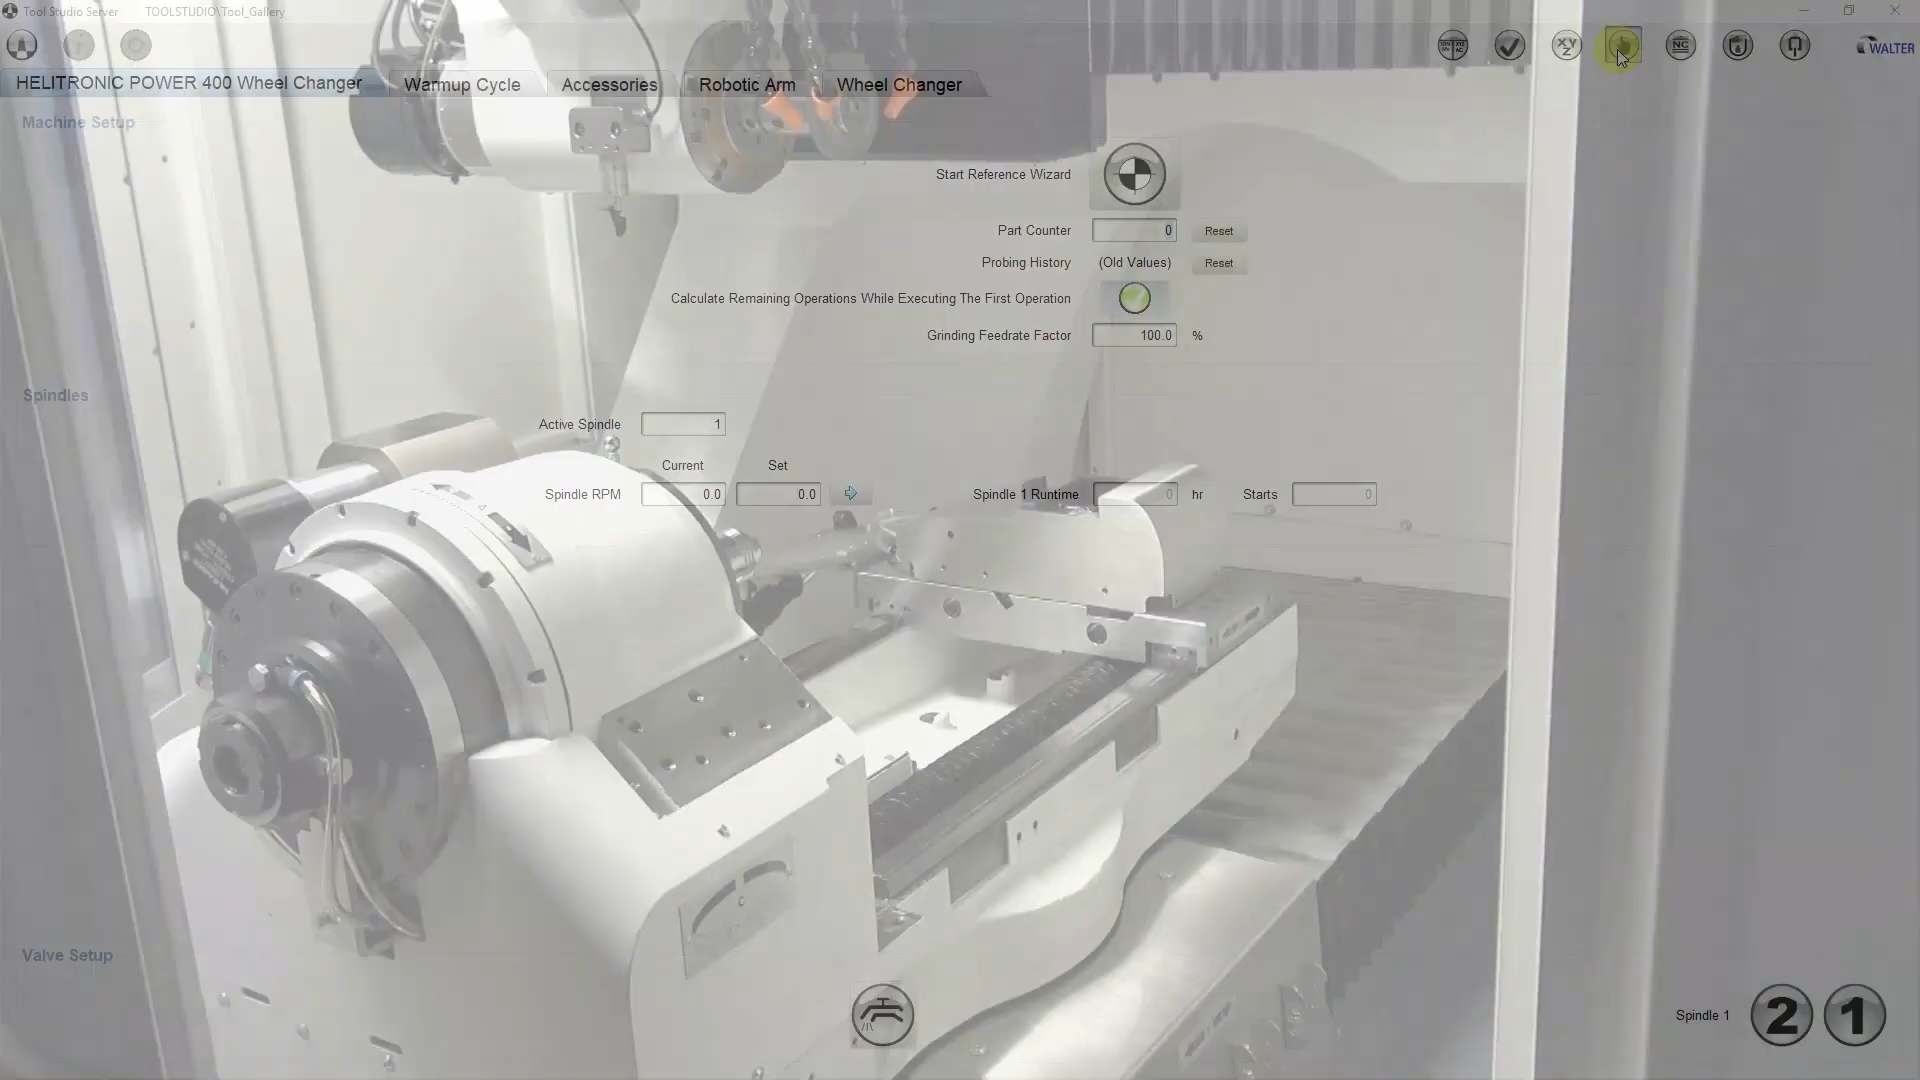 Tool Studio Server TOOLSTUDIO\Tool_Gallery
WALTER
HELITRONIC POWER 400 Wheel Changer Warmup Cycle Accessories Robotic Arm Wheel Changer
Machine Setup
Start Reference Wizard
Part Counter 0 Reset
Probing History (Old Values) Reset
Calculate Remaining Operations While Executing The First Operation
Grinding Feedrate Factor 100.0 %
Spindles
Active Spindle 1
Current Set
Spindle RPM 0.0 0.0 Spindle 1 Runtime 0 hr Starts 0
Valve Setup
Spindle 1 2 1
XYZ
NC
C